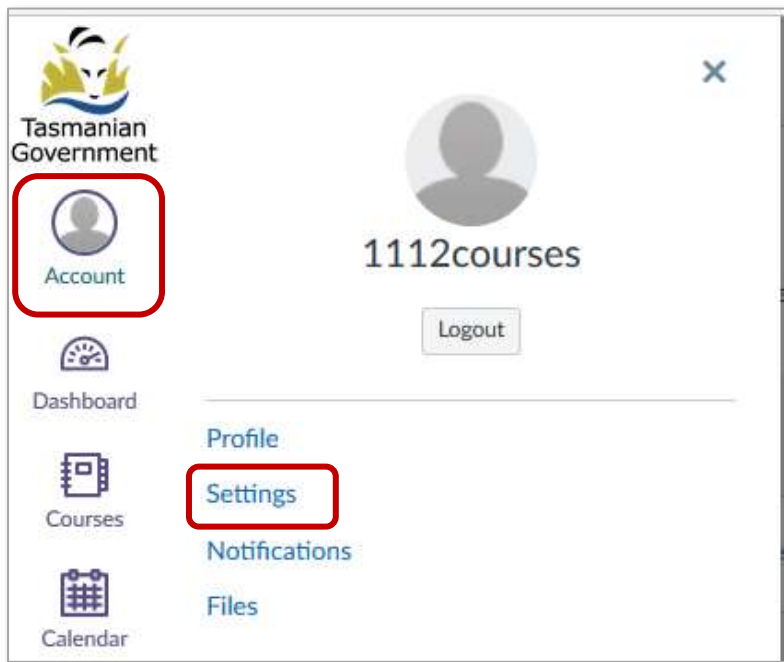 Tasmanian
Government
Account
Dashboard
Courses
Calendar
1112courses
Logout
Profile
Settings
Notifications
Files